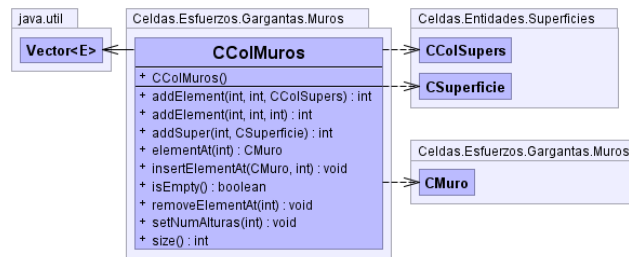 java.util
Vector<E>
Celdas.Esfuerzos.Gargantas.Muros
CColMuros
+ CColMuros()
+ addElement(int, int, CColSupers) : int
+ addElement(int, int, int) : int
+ addSuper(int, CSuperficie) : int
+ elementAt(int) : CMuro
+ insertElementAt(CMuro, int) : void
+ isEmpty() : boolean
+ removeElementAt(int) : void
+ setNumAlturas(int) : void
+ size() : int
Celdas.Entidades.Superficies
CColSupers
CSuperficie
Celdas.Esfuerzos.Gargantas.Muros
CMuro